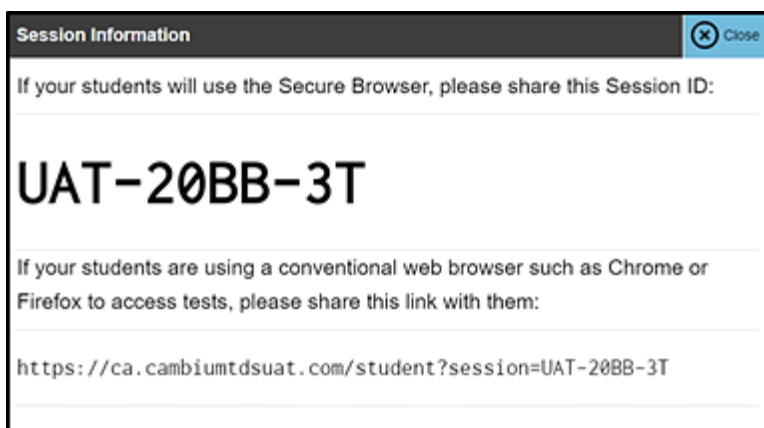 Session Information
Close
If your students will use the Secure Browser, please share this Session ID:
UAT-20BB-3T
If your students are using a conventional web browser such as Chrome or
Firefox to access tests, please share this link with them:
https://ca.cambiumtdsuat.com/student?session=UAT-20BB-3T